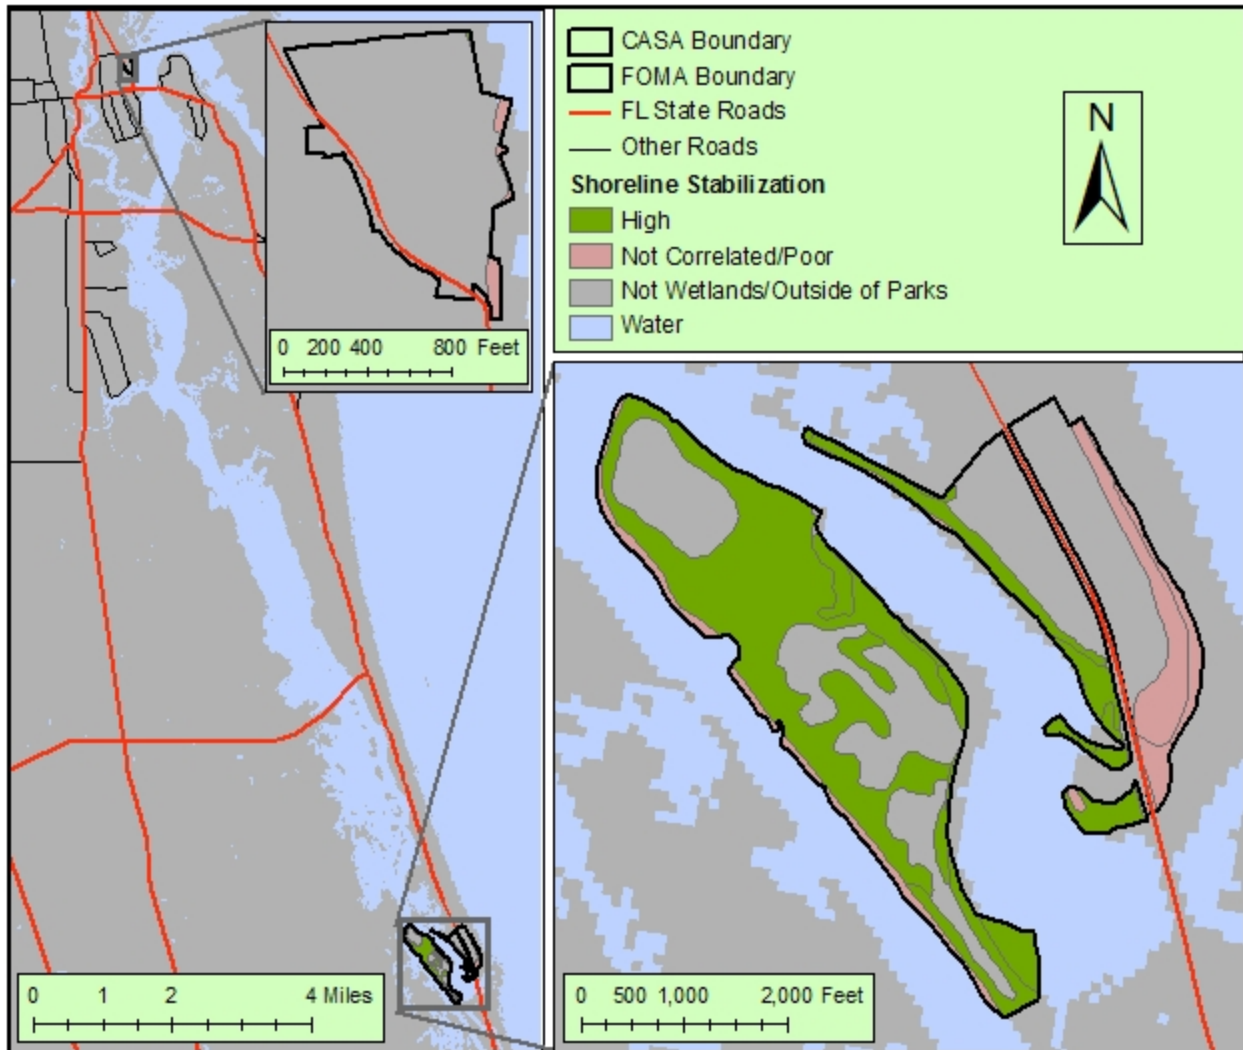 CASA Boundary
FOMA Boundary
FL State Roads
Other Roads
Shoreline Stabilization
High
Not Correlated/Poor
Not Wetlands/Outside of Parks
Water
N
0 200 400 800 Feet
0 1 2 4 Miles
0 500 1,000 2,000 Feet